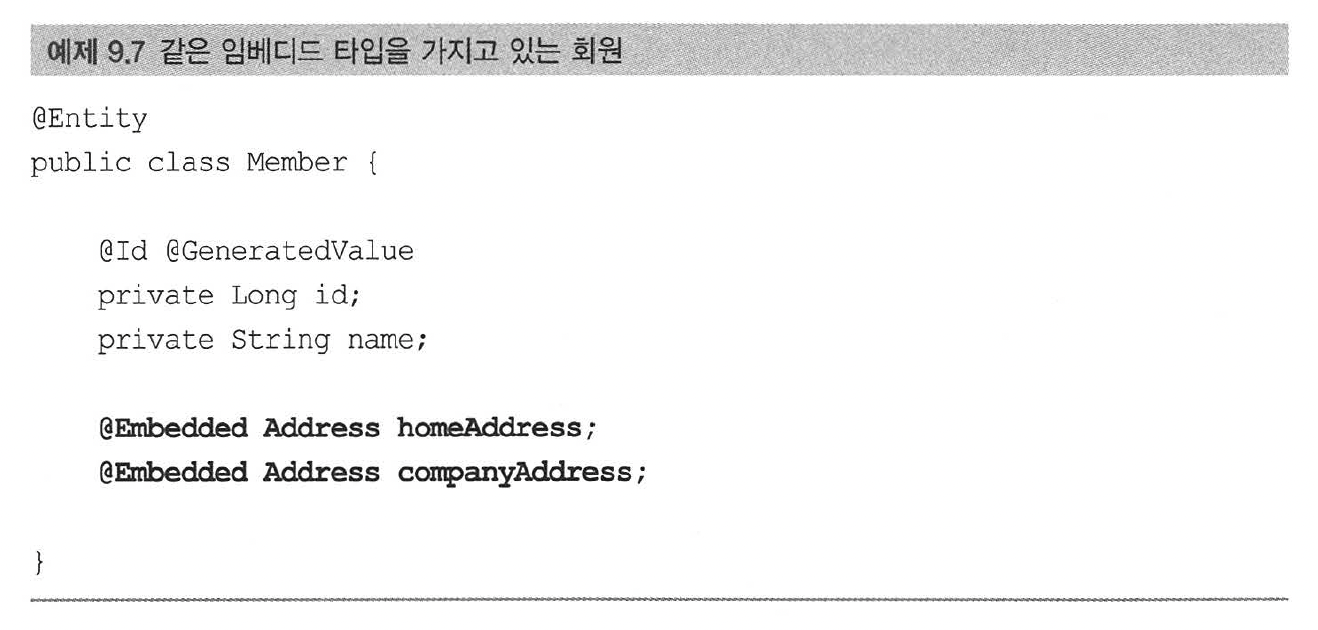 예제 9.7 같은 임베디드 타입을 가지고 있는 회원
@Entity
public class Member {
@Id @GeneratedValue
private Long id;
private String name;
@Embedded Address homeAddress;
@Embedded Address companyAddress;
}